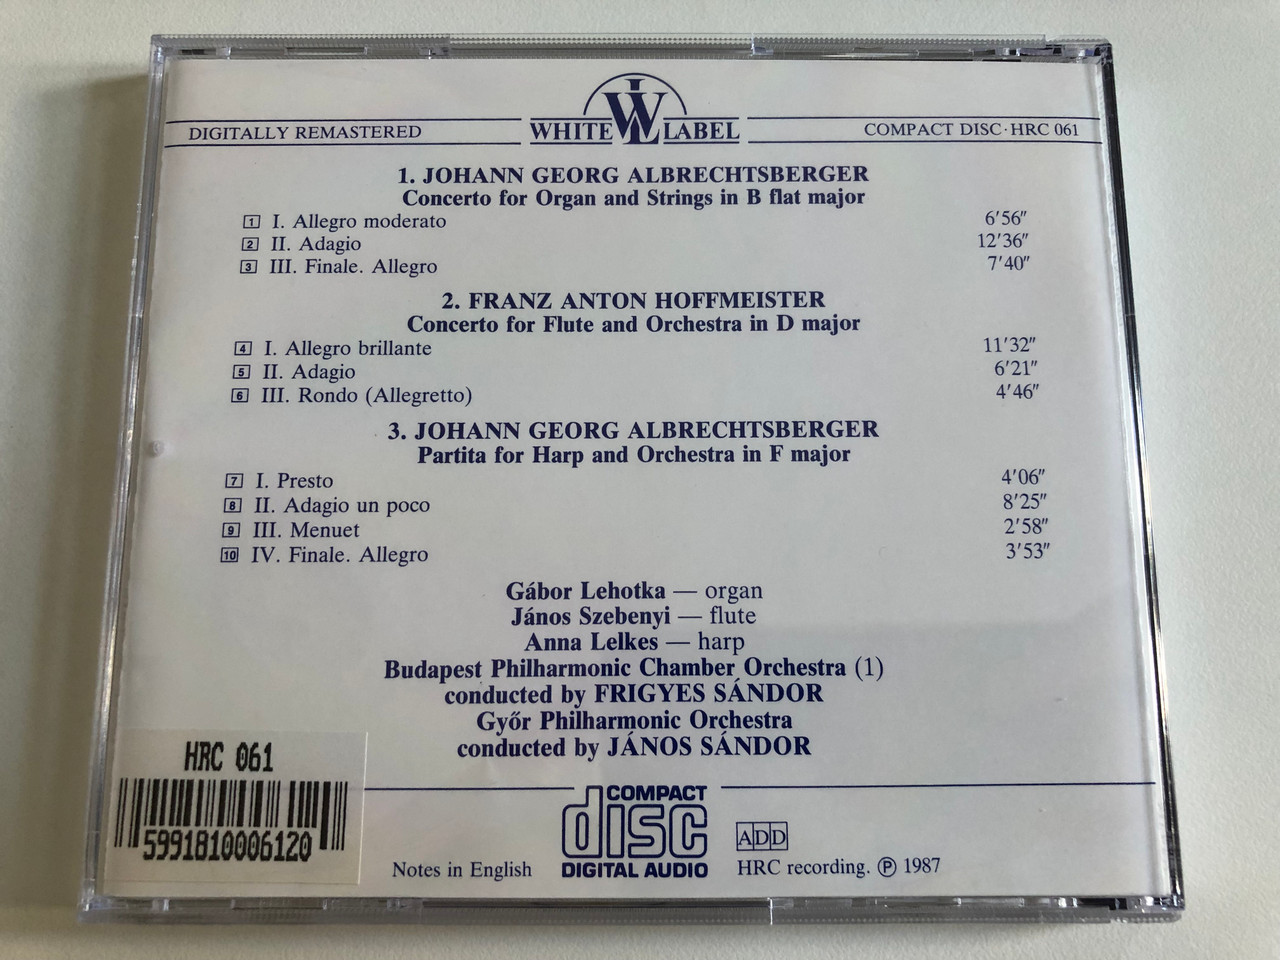 DIGITALLY REMASTERED
WL
WHITE LABEL
COMPACT DISC · HRC 061
1. JOHANN GEORG ALBRECHTSBERGER
Concerto for Organ and Strings in B flat major
1 I. Allegro moderato 6′56″
2 II. Adagio 12′36″
3 III. Finale. Allegro 7′40″
2. FRANZ ANTON HOFFMEISTER
Concerto for Flute and Orchestra in D major
4 I. Allegro brillante 11′32″
5 II. Adagio 6′21″
6 III. Rondo (Allegretto) 4′46″
3. JOHANN GEORG ALBRECHTSBERGER
Partita for Harp and Orchestra in F major
7 I. Presto 4′06″
8 II. Adagio un poco 8′25″
9 III. Menuet 2′58″
10 IV. Finale. Allegro 3′53″
Gábor Lehotka — organ
János Szebenyi — flute
Anna Lelkes — harp
Budapest Philharmonic Chamber Orchestra (1)
conducted by FRIGYES SÁNDOR
Győr Philharmonic Orchestra
conducted by JÁNOS SÁNDOR
HRC 061
5991810006120
Notes in English
COMPACT
disc
DIGITAL AUDIO
ADD
HRC recording. ℗ 1987